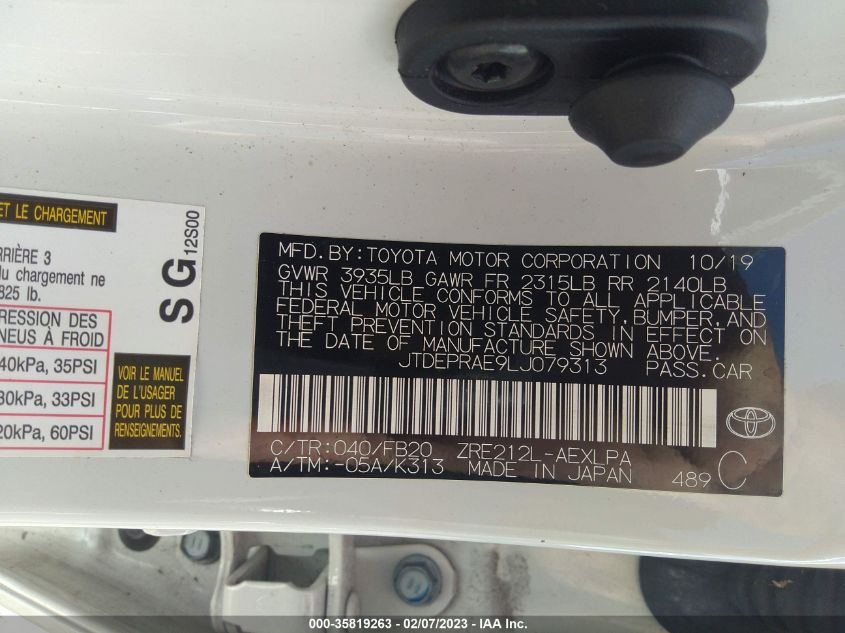 ET LE CHARGEMENT
RRIÈRE 3
du chargement ne
825 lb.
RESSION DES
NEUS À FROID
40kPa, 35PSI
30kPa, 33PSI
20kPa, 60PSI
SG
12S00
VOIR LE MANUEL
DE L'USAGER
POUR PLUS DE
RENSEIGNEMENTS.
MFD. BY: TOYOTA MOTOR CORPORATION 10/19
GVWR 3935LB GAWR FR 2315LB RR 2140LB
THIS VEHICLE CONFORMS TO ALL APPLICABLE
FEDERAL MOTOR VEHICLE SAFETY, BUMPER, AND
THEFT PREVENTION STANDARDS IN EFFECT ON
THE DATE OF MANUFACTURE SHOWN ABOVE.
JTDEPRAE9LJ079313 PASS. CAR
C/TR: 040/FB20 ZRE212L-AEXLPA
A/TM: -05A/K313 MADE IN JAPAN 489 C
000-35819263 - 02/07/2023 - IAA Inc.